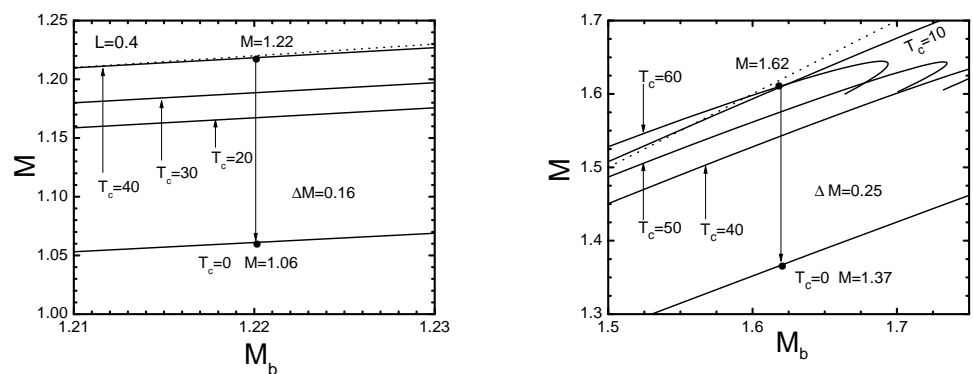 1.25
1.20
1.15
1.10
1.05
1.00
M
L=0.4
M=1.22
T_c=20
T_c=40
T_c=30
ΔM=0.16
T_c=0 M=1.06
1.21
1.22
1.23
M_b
1.7
1.6
1.5
1.4
1.3
M
T_c=10
M=1.62
T_c=60
ΔM=0.25
T_c=50
T_c=40
T_c=0 M=1.37
1.5
1.6
1.7
M_b